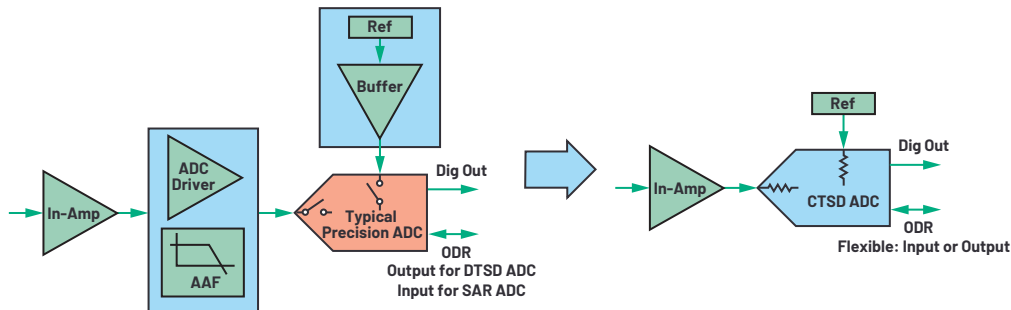 Ref
Buffer
ADC
Driver
In-Amp
AAF
Typical
Precision ADC
Dig Out
ODR
Output for DTSD ADC
Input for SAR ADC
Ref
In-Amp
CTSD ADC
Dig Out
ODR
Flexible: Input or Output